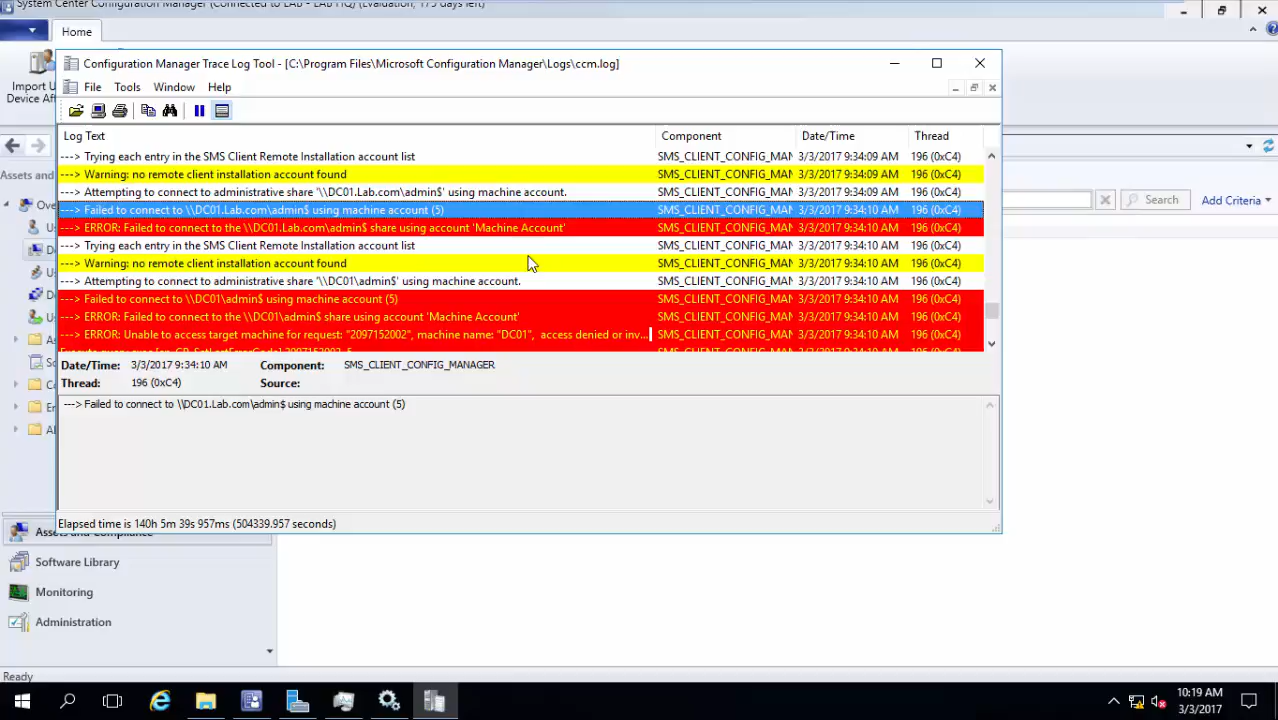 System Center Configuration Manager (Connected to LAB - LAB HQ) (Evaluation, 175 days left)
Home
Import U
Device Af
Configuration Manager Trace Log Tool - [C:\Program Files\Microsoft Configuration Manager\Logs\ccm.log]
File Tools Window Help
Log Text Component Date/Time Thread
---> Trying each entry in the SMS Client Remote Installation account list SMS_CLIENT_CONFIG_MAN 3/3/2017 9:34:09 AM 196 (0xC4)
---> Warning: no remote client installation account found SMS_CLIENT_CONFIG_MAN 3/3/2017 9:34:09 AM 196 (0xC4)
---> Attempting to connect to administrative share '\\DC01.Lab.com\admin$' using machine account. SMS_CLIENT_CONFIG_MAN 3/3/2017 9:34:09 AM 196 (0xC4)
---> Failed to connect to \\DC01.Lab.com\admin$ using machine account (5) SMS_CLIENT_CONFIG_MAN 3/3/2017 9:34:10 AM 196 (0xC4)
---> ERROR: Failed to connect to the \\DC01.Lab.com\admin$ share using account 'Machine Account' SMS_CLIENT_CONFIG_MAN 3/3/2017 9:34:10 AM 196 (0xC4)
---> Trying each entry in the SMS Client Remote Installation account list SMS_CLIENT_CONFIG_MAN 3/3/2017 9:34:10 AM 196 (0xC4)
---> Warning: no remote client installation account found SMS_CLIENT_CONFIG_MAN 3/3/2017 9:34:10 AM 196 (0xC4)
---> Attempting to connect to administrative share '\\DC01\admin$' using machine account. SMS_CLIENT_CONFIG_MAN 3/3/2017 9:34:10 AM 196 (0xC4)
---> Failed to connect to \\DC01\admin$ using machine account (5) SMS_CLIENT_CONFIG_MAN 3/3/2017 9:34:10 AM 196 (0xC4)
---> ERROR: Failed to connect to the \\DC01\admin$ share using account 'Machine Account' SMS_CLIENT_CONFIG_MAN 3/3/2017 9:34:10 AM 196 (0xC4)
---> ERROR: Unable to access target machine for request: "2097152002", machine name: "DC01", access denied or inv... SMS_CLIENT_CONFIG_MAN 3/3/2017 9:34:10 AM 196 (0xC4)
Date/Time: 3/3/2017 9:34:10 AM Component: SMS_CLIENT_CONFIG_MANAGER
Thread: 196 (0xC4) Source:
---> Failed to connect to \\DC01.Lab.com\admin$ using machine account (5)
Elapsed time is 140h 5m 39s 957ms (504339.957 seconds)
Search Add Criteria
Assets and
Ove
Assets and Compliance
Software Library
Monitoring
Administration
Ready
10:19 AM
3/3/2017